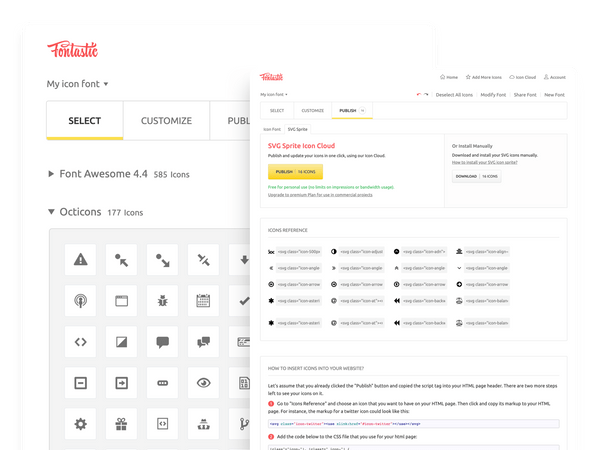 Fontastic
My icon font
SELECT
CUSTOMIZE
PUBL
Font Awesome 4.4 585 Icons
Octicons 177 Icons
Fontastic
Home
Add More Icons
Icon Cloud
Account
My icon font
Deselect All Icons
Modify Font
Share Font
New Font
SELECT
CUSTOMIZE
PUBLISH
Icon Font
SVG Sprite
SVG Sprite Icon Cloud
Publish and update your icons in one click, using our Icon Cloud.
PUBLISH 16 ICONS
Free for personal use (no limits on impressions or bandwidth usage).
Upgrade to premium Plan for use in commercial projects
Or Install Manually
Download and install your SVG icons manually.
How to install your SVG icon sprite?
DOWNLOAD 16 ICONS
ICONS REFERENCE
<svg class="icon-500px
<svg class="icon-adjus
<svg class="icon-am"><
<svg class="icon-align-
<svg class="icon-angle
<svg class="icon-angle
<svg class="icon-angle
<svg class="icon-angle
<svg class="icon-arrow
<svg class="icon-arrow
<svg class="icon-arrow
<svg class="icon-arrow
<svg class="icon-asteri
<svg class="icon-at"><
<svg class="icon-backw
<svg class="icon-balan
<svg class="icon-asteri
<svg class="icon-at"><
<svg class="icon-backw
<svg class="icon-balan
HOW TO INSERT ICONS INTO YOUR WEBSITE?
Let's assume that you already clicked the "Publish" button and copied the script tag into your HTML page header. There are two more steps
left to see your icons on it.
1 Go to "Icons Reference" and choose an icon that you want to have on your HTML page. Then click and copy its markup to your HTML
page. For instance, the markup for a twitter icon could look like this:
<svg class="icon-twitter"><use xlink:href="#icon-twitter"></use></svg>
2 Add the code below to the CSS file that you use for your html page: